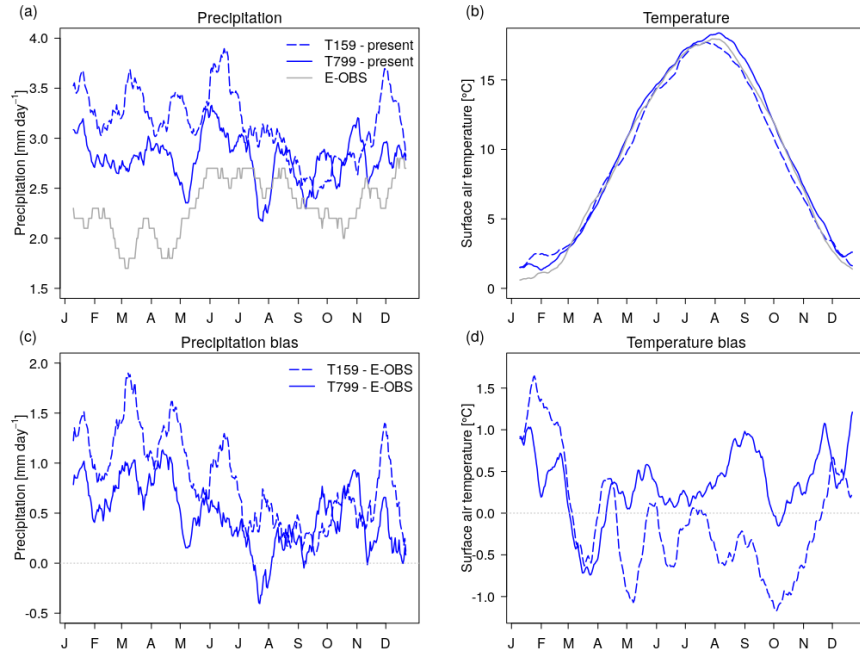 (a)
Precipitation
Precipitation [mm day⁻¹]
4.0
3.5
3.0
2.5
2.0
1.5
T159 - present
T799 - present
E-OBS
J F M A M J J A S O N D
(b)
Temperature
Surface air temperature [°C]
15
10
5
0
J F M A M J J A S O N D
(c)
Precipitation bias
Precipitation [mm day⁻¹]
2.0
1.5
1.0
0.5
0.0
-0.5
T159 - E-OBS
T799 - E-OBS
J F M A M J J A S O N D
(d)
Temperature bias
Surface air temperature [°C]
1.5
1.0
0.5
0.0
-0.5
-1.0
J F M A M J J A S O N D